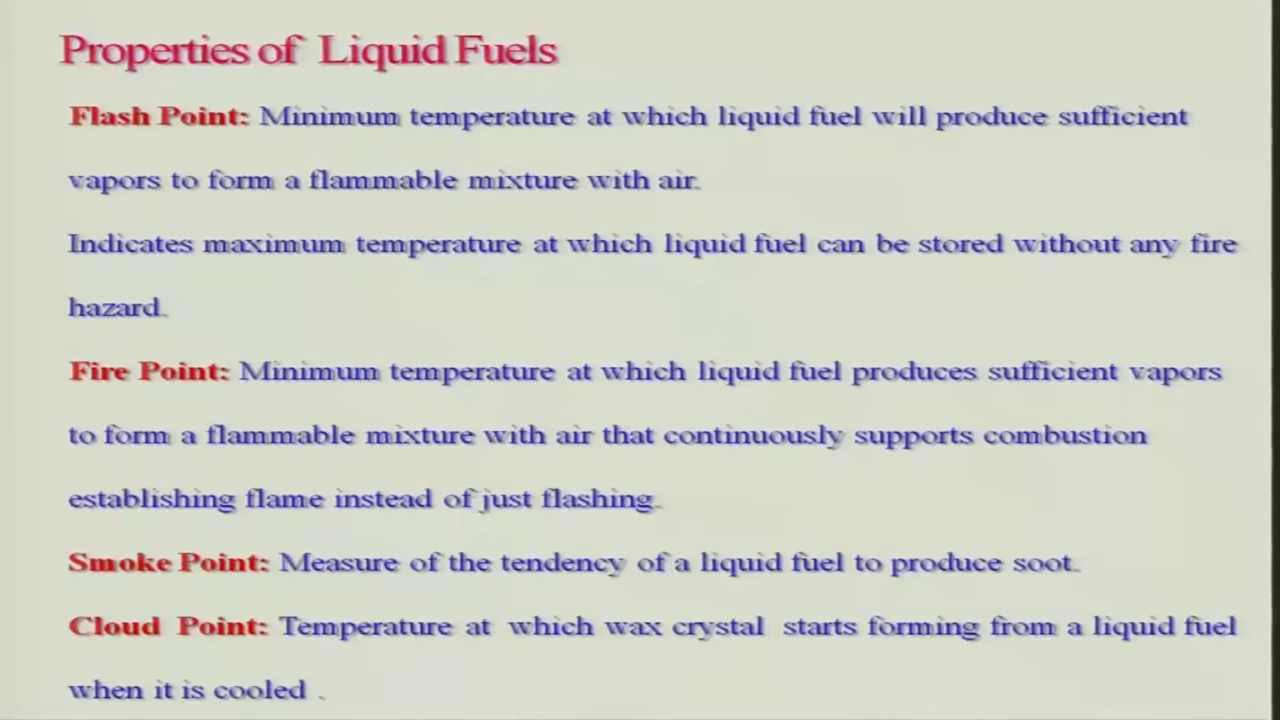 Properties of Liquid Fuels
Flash Point: Minimum temperature at which liquid fuel will produce sufficient
vapors to form a flammable mixture with air.
Indicates maximum temperature at which liquid fuel can be stored without any fire
hazard.
Fire Point: Minimum temperature at which liquid fuel produces sufficient vapors
to form a flammable mixture with air that continuously supports combustion
establishing flame instead of just flashing.
Smoke Point: Measure of the tendency of a liquid fuel to produce soot.
Cloud Point: Temperature at which wax crystal starts forming from a liquid fuel
when it is cooled .